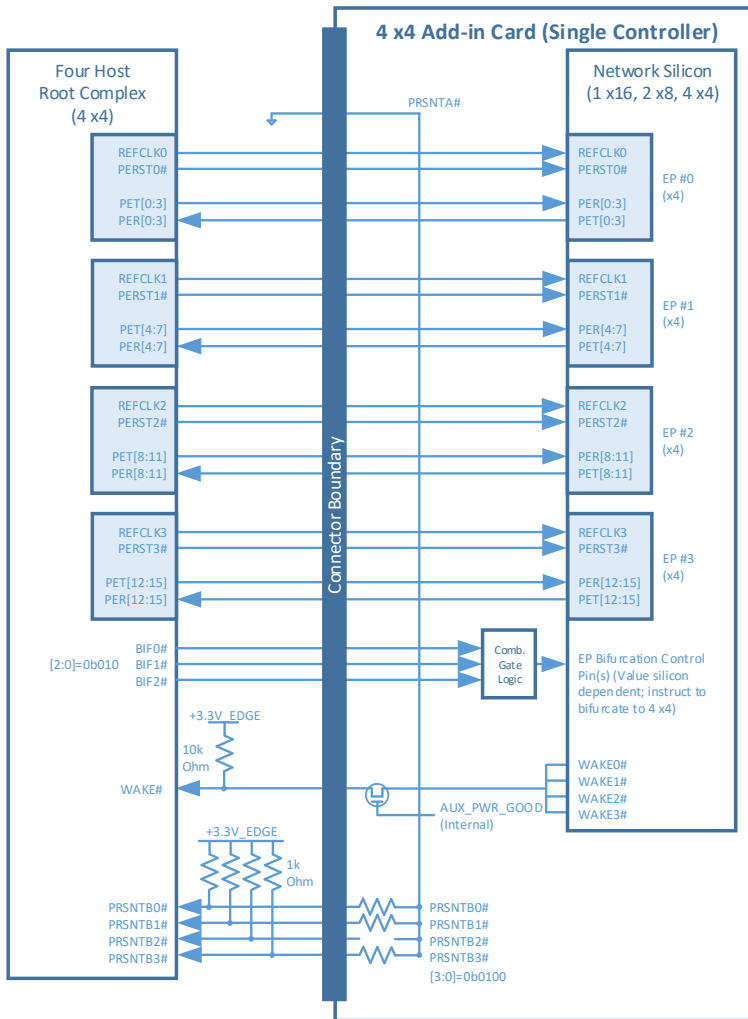 4 x4 Add-in Card (Single Controller)
Four Host
Root Complex
(4 x4)
Network Silicon
(1 x16, 2 x8, 4 x4)
PRSNTA#
REFCLK0
PERST0#
PET[0:3]
PER[0:3]
REFCLK0
PERST0#
PER[0:3]
PET[0:3]
EP #0
(x4)
REFCLK1
PERST1#
PET[4:7]
PER[4:7]
REFCLK1
PERST1#
PER[4:7]
PET[4:7]
EP #1
(x4)
REFCLK2
PERST2#
PET[8:11]
PER[8:11]
REFCLK2
PERST2#
PER[8:11]
PET[8:11]
EP #2
(x4)
Connector Boundary
REFCLK3
PERST3#
PET[12:15]
PER[12:15]
REFCLK3
PERST3#
PER[12:15]
PET[12:15]
EP #3
(x4)
[2:0]=0b010
BIF0#
BIF1#
BIF2#
Comb.
Gate
Logic
EP Bifurcation Control
Pin(s) (Value silicon
dependent; instruct to
bifurcate to 4 x4)
+3.3V_EDGE
10k
Ohm
WAKE#
AUX_PWR_GOOD
(Internal)
WAKE0#
WAKE1#
WAKE2#
WAKE3#
+3.3V_EDGE
1k
Ohm
PRSNTB0#
PRSNTB1#
PRSNTB2#
PRSNTB3#
PRSNTB0#
PRSNTB1#
PRSNTB2#
PRSNTB3#
[3:0]=0b0100